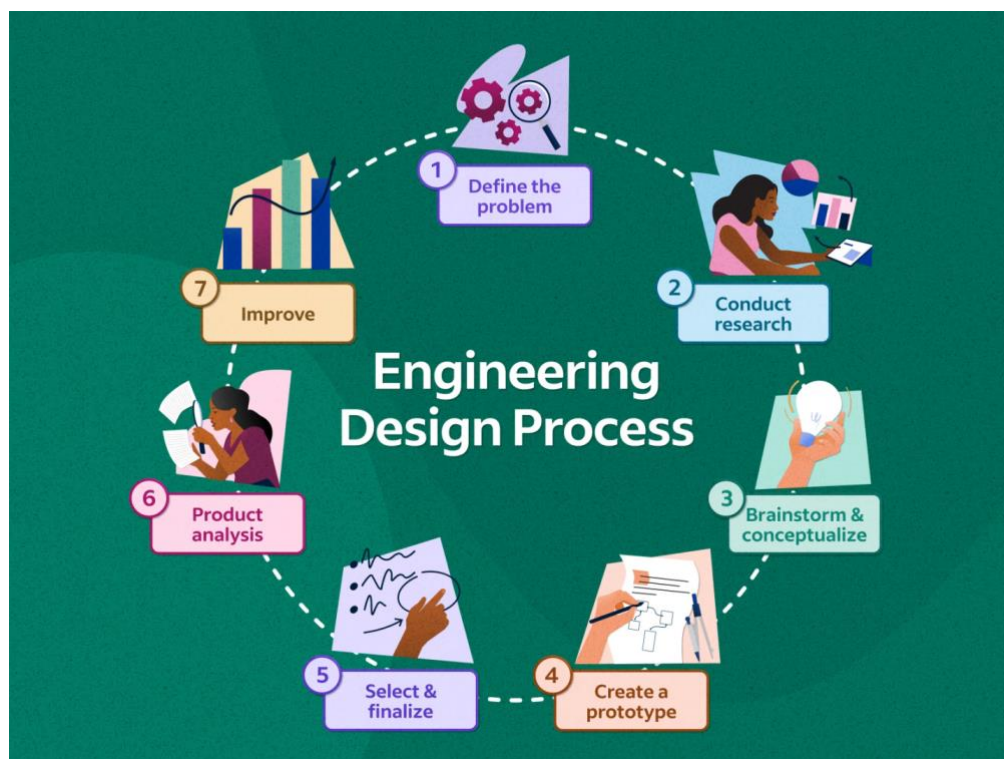 1
Define the
problem
2
Conduct
research
3
Brainstorm &
conceptualize
4
Create a
prototype
5
Select &
finalize
6
Product
analysis
7
Improve
Engineering
Design Process